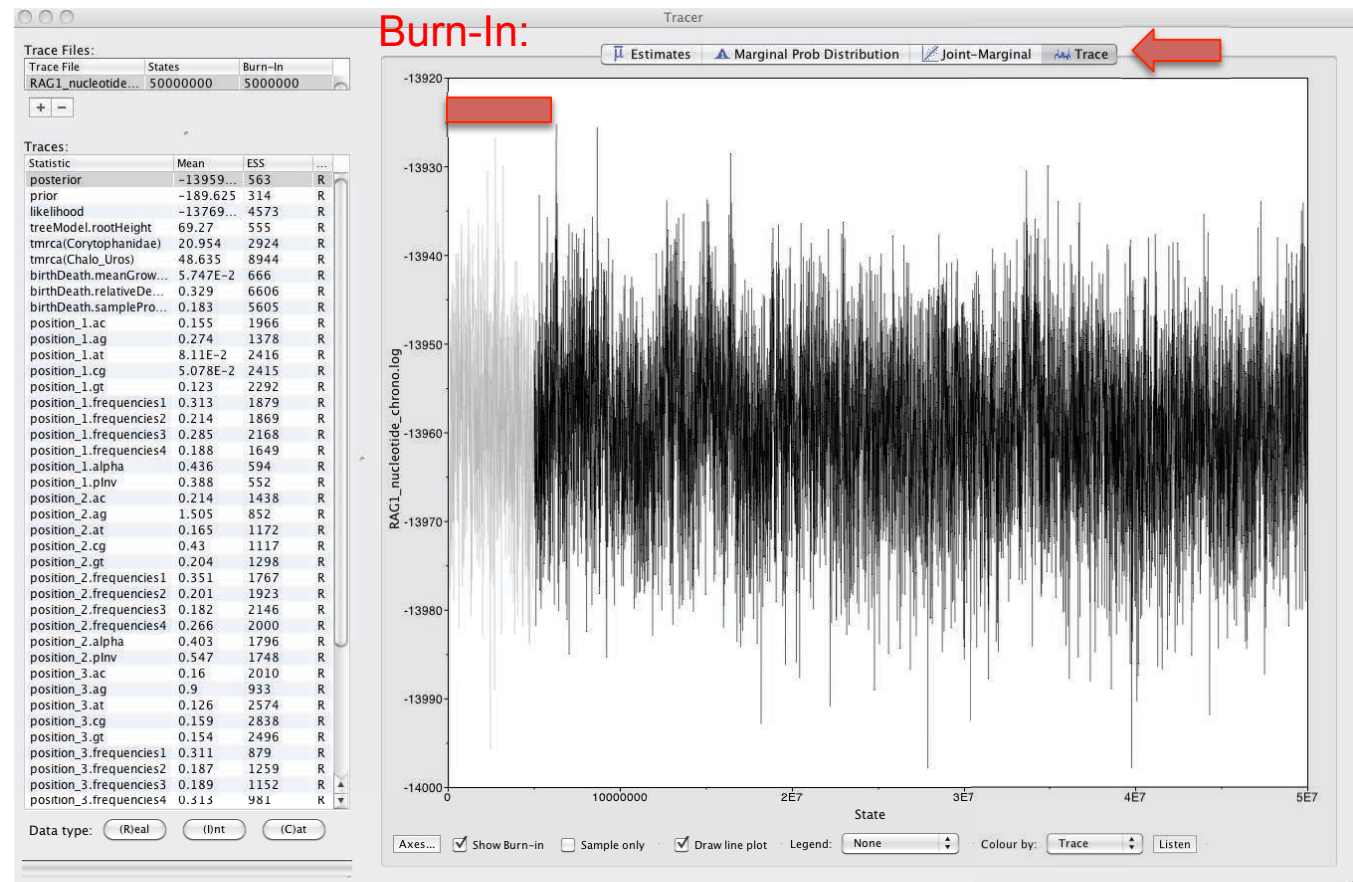 Tracer
Burn-In:
Trace Files:
Trace File States Burn-In
RAG1_nucleotide... 50000000 5000000
+ -
Traces:
Statistic Mean ESS ...
posterior -13959... 563 R
prior -189.625 314 R
likelihood -13769... 4573 R
treeModel.rootHeight 69.27 555 R
tmrca(Corytophanidae) 20.954 2924 R
tmrca(Chalo_Uros) 48.635 8944 R
birthDeath.meanGrow... 5.747E-2 666 R
birthDeath.relativeDe... 0.329 6606 R
birthDeath.samplePro... 0.183 5605 R
position_1.ac 0.155 1966 R
position_1.ag 0.274 1378 R
position_1.at 8.11E-2 2416 R
position_1.cg 5.078E-2 2415 R
position_1.gt 0.123 2292 R
position_1.frequencies1 0.313 1879 R
position_1.frequencies2 0.214 1869 R
position_1.frequencies3 0.285 2168 R
position_1.frequencies4 0.188 1649 R
position_1.alpha 0.436 594 R
position_1.pInv 0.388 552 R
position_2.ac 0.214 1438 R
position_2.ag 1.505 852 R
position_2.at 0.165 1172 R
position_2.cg 0.43 1117 R
position_2.gt 0.204 1298 R
position_2.frequencies1 0.351 1767 R
position_2.frequencies2 0.201 1923 R
position_2.frequencies3 0.182 2146 R
position_2.frequencies4 0.266 2000 R
position_2.alpha 0.403 1796 R
position_2.pInv 0.547 1748 R
position_3.ac 0.16 2010 R
position_3.ag 0.9 933 R
position_3.at 0.126 2574 R
position_3.cg 0.159 2838 R
position_3.gt 0.154 2496 R
position_3.frequencies1 0.311 879 R
position_3.frequencies2 0.187 1259 R
position_3.frequencies3 0.189 1152 R
position_3.frequencies4 0.313 981 R
Data type: (R)eal (I)nt (C)at
Estimates Marginal Prob Distribution Joint-Marginal Trace
-13920
-13930
-13940
-13950
-13960
-13970
-13980
-13990
-14000
RAG1_nucleotide_chrono.log
0 10000000 2E7 3E7 4E7 5E7
State
Axes... Show Burn-in Sample only Draw line plot Legend: None Colour by: Trace Listen